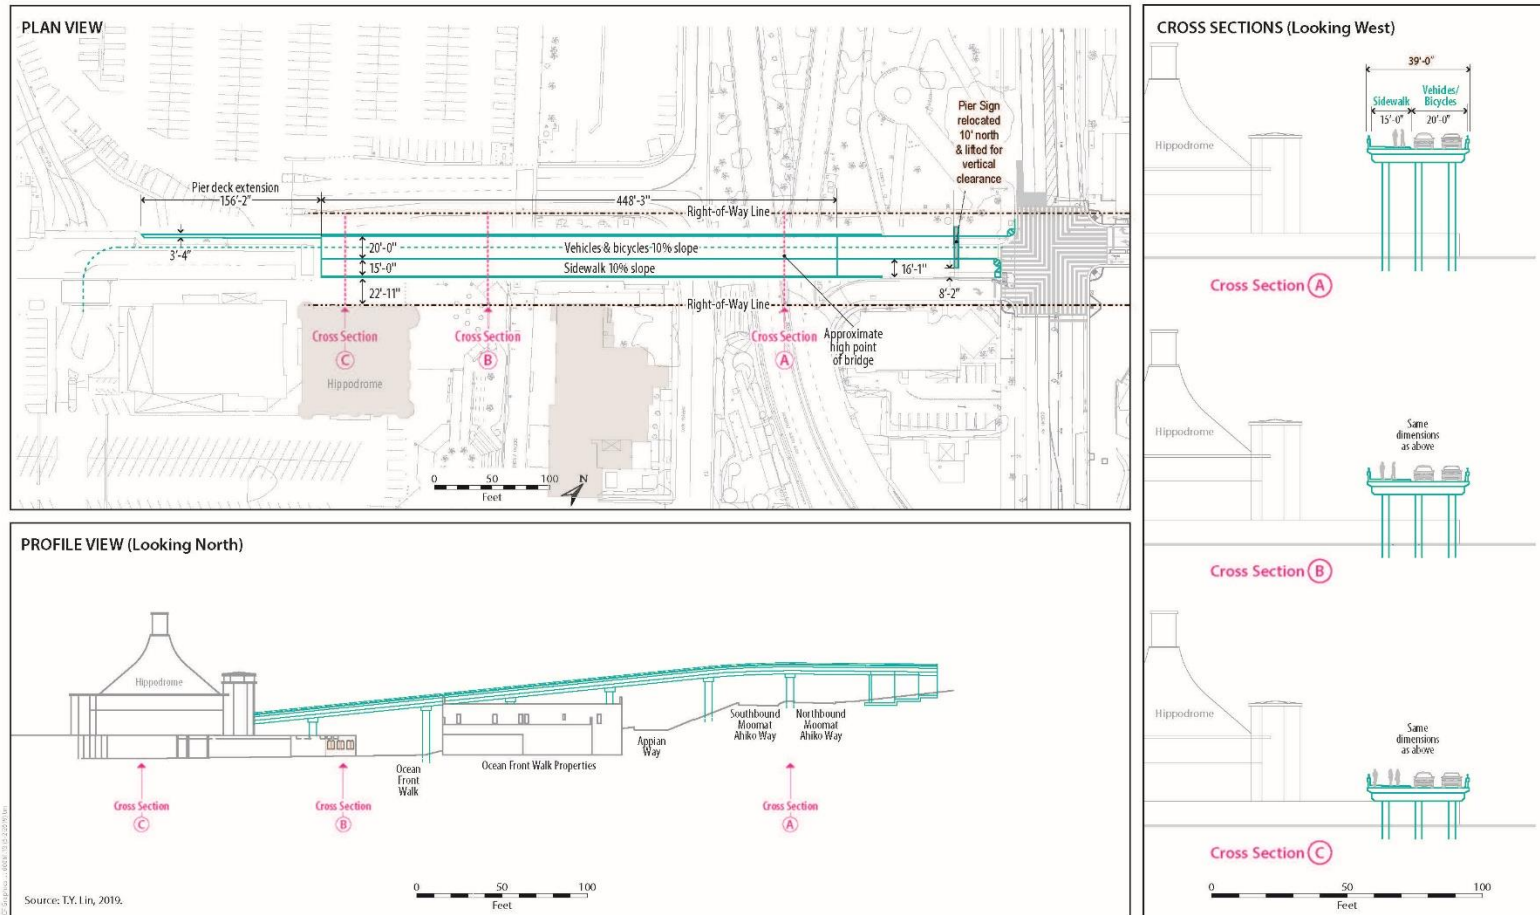 PLAN VIEW
Pier Sign
relocated
10' north
& lifted for
vertical
clearance
Pier deck extension
156'-2"
448'-3"
Right-of-Way Line
3'-4"
20'-0"
Vehicles & bicycles-10% slope
15'-0"
Sidewalk 10% slope
16'-1"
22'-11"
8'-2"
Right-of-Way Line
Cross Section
C
Hippodrome
Cross Section
B
Cross Section
A
Approximate
high point
of bridge
0 50 100
Feet
N
PROFILE VIEW (Looking North)
Hippodrome
Ocean
Front
Walk
Ocean Front Walk Properties
Appian
Way
Southbound
Moomat
Ahiko Way
Northbound
Moomat
Ahiko Way
Cross Section
C
Cross Section
B
Cross Section
A
0 50 100
Feet
Source: T.Y. Lin, 2019.
CROSS SECTIONS (Looking West)
39'-0"
Sidewalk
15'-0"
Vehicles/
Bicycles
20'-0"
Hippodrome
Cross Section A
Same
dimensions
as above
Hippodrome
Cross Section B
Hippodrome
Same
dimensions
as above
Cross Section C
0 50 100
Feet